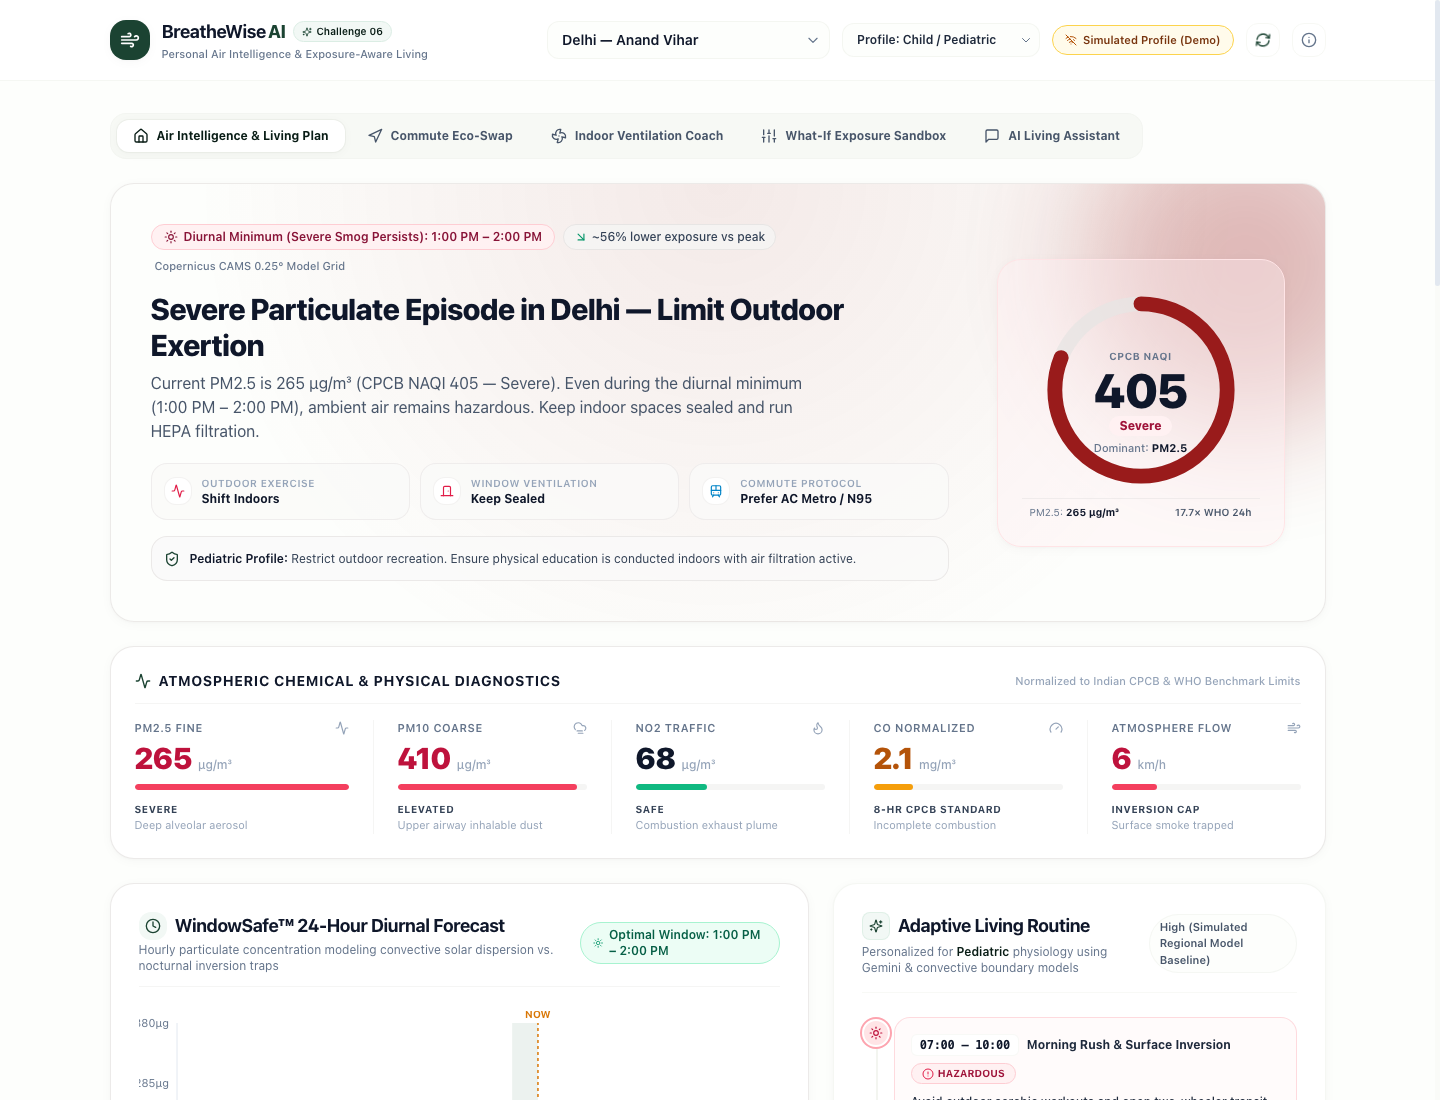 BreatheWise AI
Challenge 06
Personal Air Intelligence & Exposure-Aware Living
Delhi — Anand Vihar
Profile: Child / Pediatric
Simulated Profile (Demo)
Air Intelligence & Living Plan
Commute Eco-Swap
Indoor Ventilation Coach
What-If Exposure Sandbox
AI Living Assistant
Diurnal Minimum (Severe Smog Persists): 1:00 PM – 2:00 PM
~56% lower exposure vs peak
Copernicus CAMS 0.25° Model Grid
Severe Particulate Episode in Delhi — Limit Outdoor
Exertion
Current PM2.5 is 265 µg/m³ (CPCB NAQI 405 — Severe). Even during the diurnal minimum
(1:00 PM – 2:00 PM), ambient air remains hazardous. Keep indoor spaces sealed and run
HEPA filtration.
OUTDOOR EXERCISE
Shift Indoors
WINDOW VENTILATION
Keep Sealed
COMMUTE PROTOCOL
Prefer AC Metro / N95
Pediatric Profile: Restrict outdoor recreation. Ensure physical education is conducted indoors with air filtration active.
CPCB NAQI
405
Severe
Dominant: PM2.5
PM2.5: 265 µg/m³
17.7× WHO 24h
ATMOSPHERIC CHEMICAL & PHYSICAL DIAGNOSTICS
Normalized to Indian CPCB & WHO Benchmark Limits
PM2.5 FINE
265 µg/m³
SEVERE
Deep alveolar aerosol
PM10 COARSE
410 µg/m³
ELEVATED
Upper airway inhalable dust
NO2 TRAFFIC
68 µg/m³
SAFE
Combustion exhaust plume
CO NORMALIZED
2.1 mg/m³
8-HR CPCB STANDARD
Incomplete combustion
ATMOSPHERE FLOW
6 km/h
INVERSION CAP
Surface smoke trapped
WindowSafe™ 24-Hour Diurnal Forecast
Hourly particulate concentration modeling convective solar dispersion vs.
nocturnal inversion traps
Optimal Window: 1:00 PM
– 2:00 PM
NOW
380µg
285µg
Adaptive Living Routine
Personalized for Pediatric physiology using
Gemini & convective boundary models
High (Simulated
Regional Model
Baseline)
07:00 – 10:00 Morning Rush & Surface Inversion
HAZARDOUS